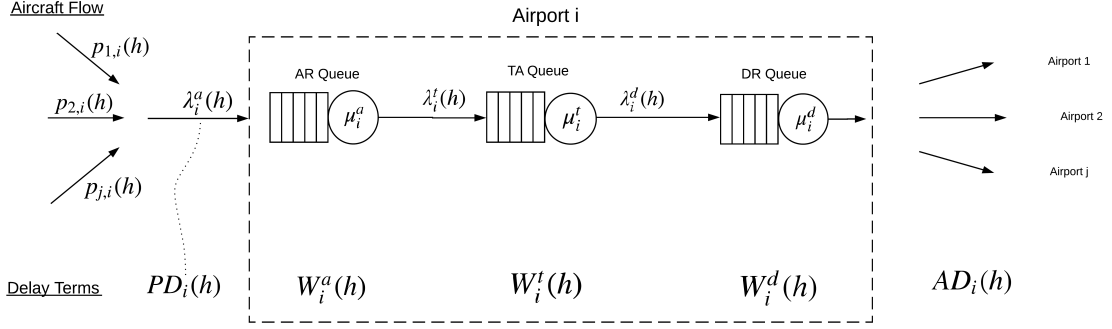 Aircraft Flow
Airport i
p_{1,i}(h)
AR Queue
TA Queue
DR Queue
Airport 1
p_{2,i}(h)
λ_i^a(h)
μ_i^a
λ_i^t(h)
μ_i^t
λ_i^d(h)
μ_i^d
Airport 2
p_{j,i}(h)
Airport j
Delay Terms
PD_i(h)
W_i^a(h)
W_i^t(h)
W_i^d(h)
AD_i(h)